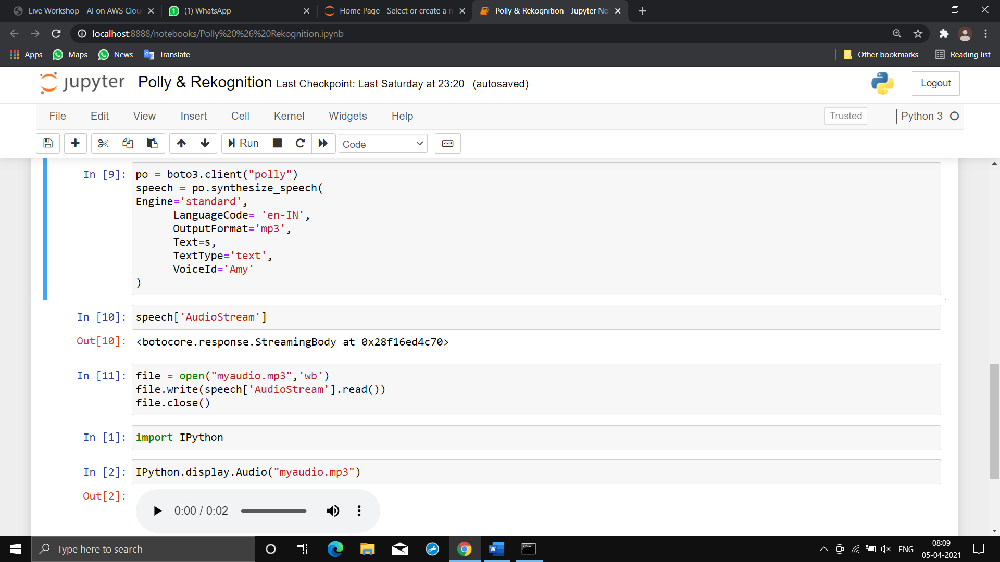 Live Workshop - AI on AWS Clou
(1) WhatsApp
Home Page - Select or create a n
Polly & Rekognition - Jupyter No
localhost:8888/notebooks/Polly%20%26%20Rekognition.ipynb
Apps
Maps
News
Translate
Other bookmarks
Reading list
jupyter
Polly & Rekognition Last Checkpoint: Last Saturday at 23:20 (autosaved)
Logout
File
Edit
View
Insert
Cell
Kernel
Widgets
Help
Trusted
Python 3
Run
Code
In [9]:
po = boto3.client("polly")
speech = po.synthesize_speech(
Engine='standard',
LanguageCode= 'en-IN',
OutputFormat='mp3',
Text=s,
TextType='text',
VoiceId='Amy'
)
In [10]:
speech['AudioStream']
Out[10]:
<botocore.response.StreamingBody at 0x28f16ed4c70>
In [11]:
file = open("myaudio.mp3",'wb')
file.write(speech['AudioStream'].read())
file.close()
In [1]:
import IPython
In [2]:
IPython.display.Audio("myaudio.mp3")
Out[2]:
0:00 / 0:02
Type here to search
ENG
08:09
05-04-2021